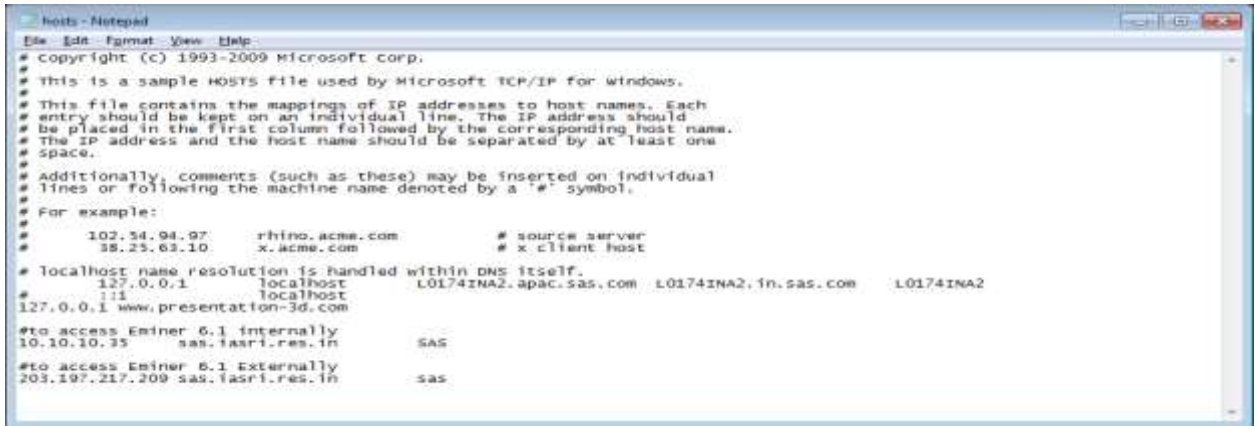 hosts - Notepad
File Edit Format View Help
# Copyright (c) 1993-2009 Microsoft Corp.
#
# This is a sample HOSTS file used by Microsoft TCP/IP for Windows.
#
# This file contains the mappings of IP addresses to host names. Each
# entry should be kept on an individual line. The IP address should
# be placed in the first column followed by the corresponding host name.
# The IP address and the host name should be separated by at least one
# space.
#
# Additionally, comments (such as these) may be inserted on individual
# lines or following the machine name denoted by a '#' symbol.
#
# For example:
#
#      102.54.94.97     rhino.acme.com          # source server
#       38.25.63.10     x.acme.com              # x client host

# localhost name resolution is handled within DNS itself.
        127.0.0.1       localhost       L0174INA2.apac.sas.com  L0174INA2.in.sas.com    L0174INA2
#       ::1             localhost
127.0.0.1 www.presentation-3d.com

#to access Eminer 6.1 internally
10.10.10.35     sas.iasri.res.in        SAS

#to access Eminer 6.1 Externally
203.197.217.209 sas.iasri.res.in        sas